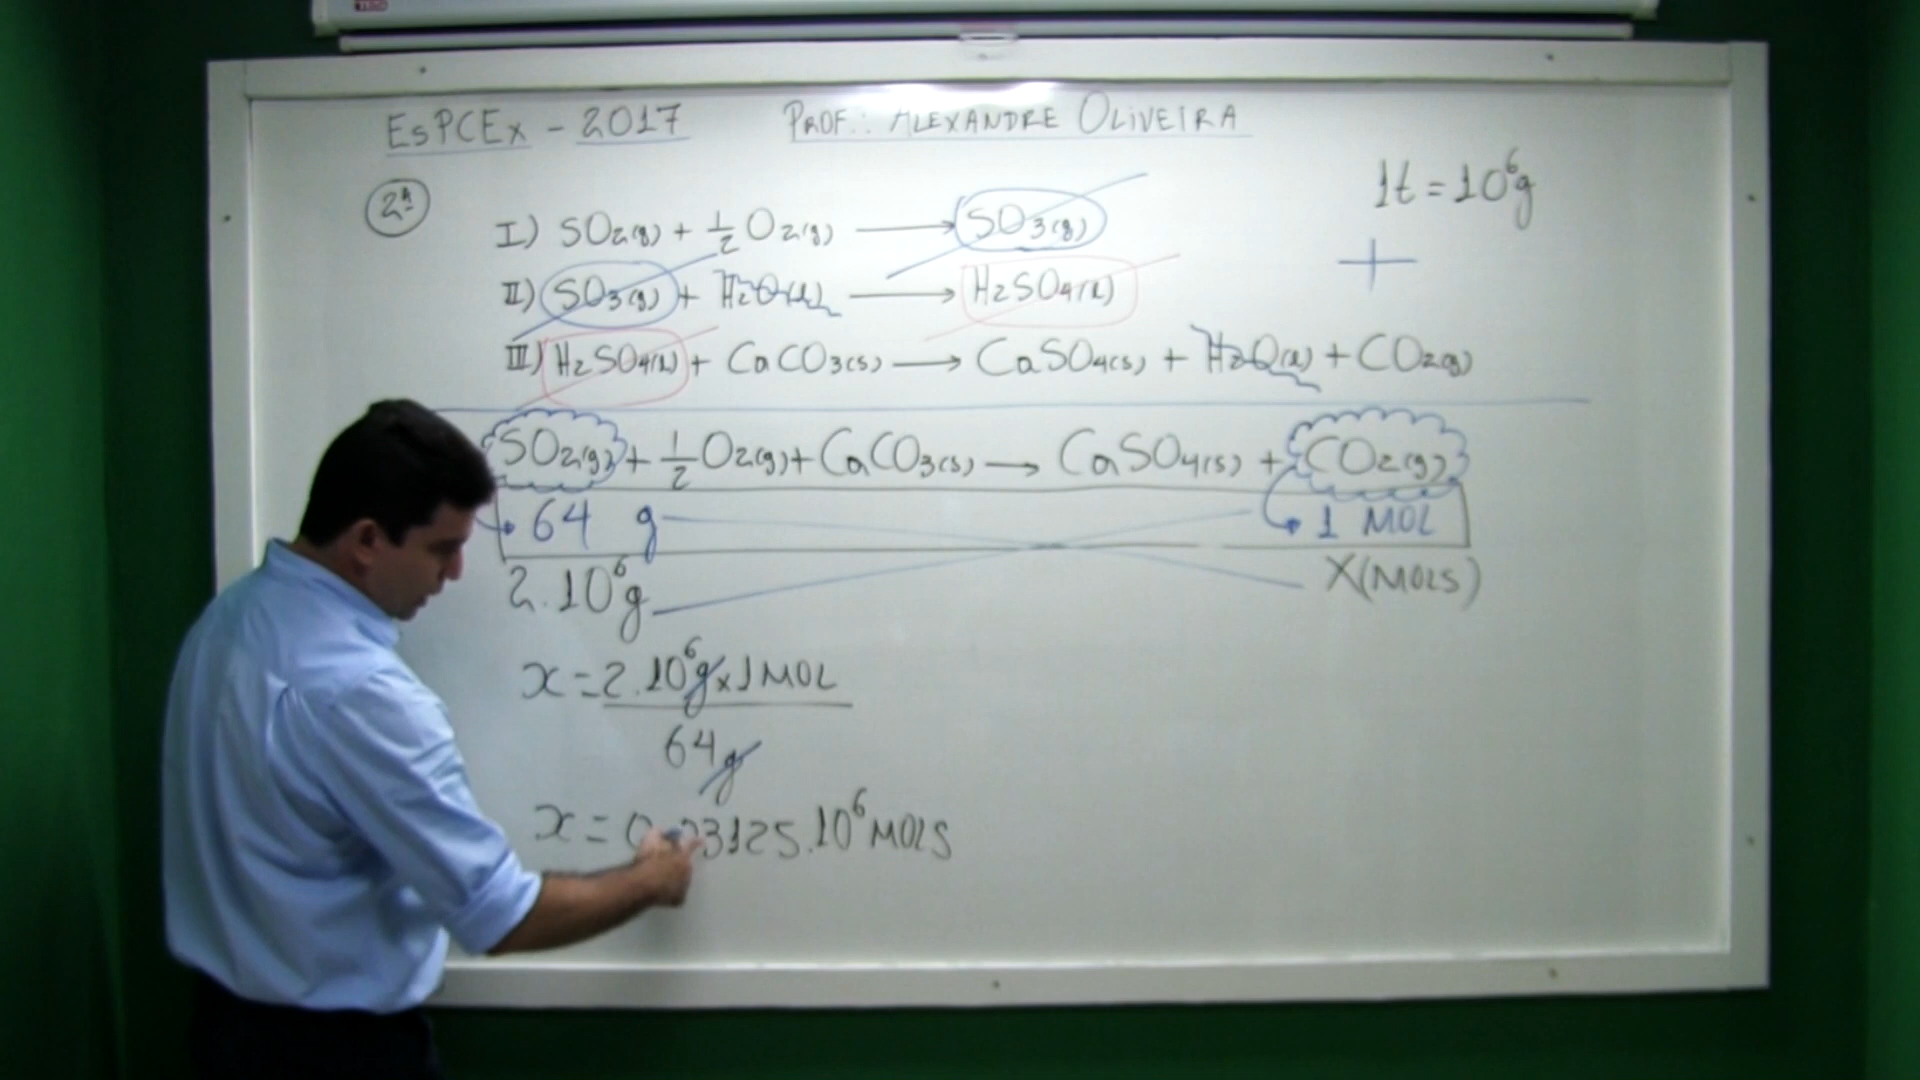 EsPCEx - 2017 PROF.: ALEXANDRE OLIVEIRA
1t = 10⁶g
2ª
I) SO₂(g) + 1/2 O₂(g) → SO₃(g)
+
II) SO₃(g) + H₂O(l) → H₂SO₄(l)
III) H₂SO₄(l) + CaCO₃(s) → CaSO₄(s) + H₂O(l) + CO₂(g)
SO₂(g) + 1/2 O₂(g) + CaCO₃(s) → CaSO₄(s) + CO₂(g)
64 g 1 MOL
2.10⁶g X(MOLS)
x = 2.10⁶g x 1 MOL
64g
x = 0,03125.10⁶ MOLS